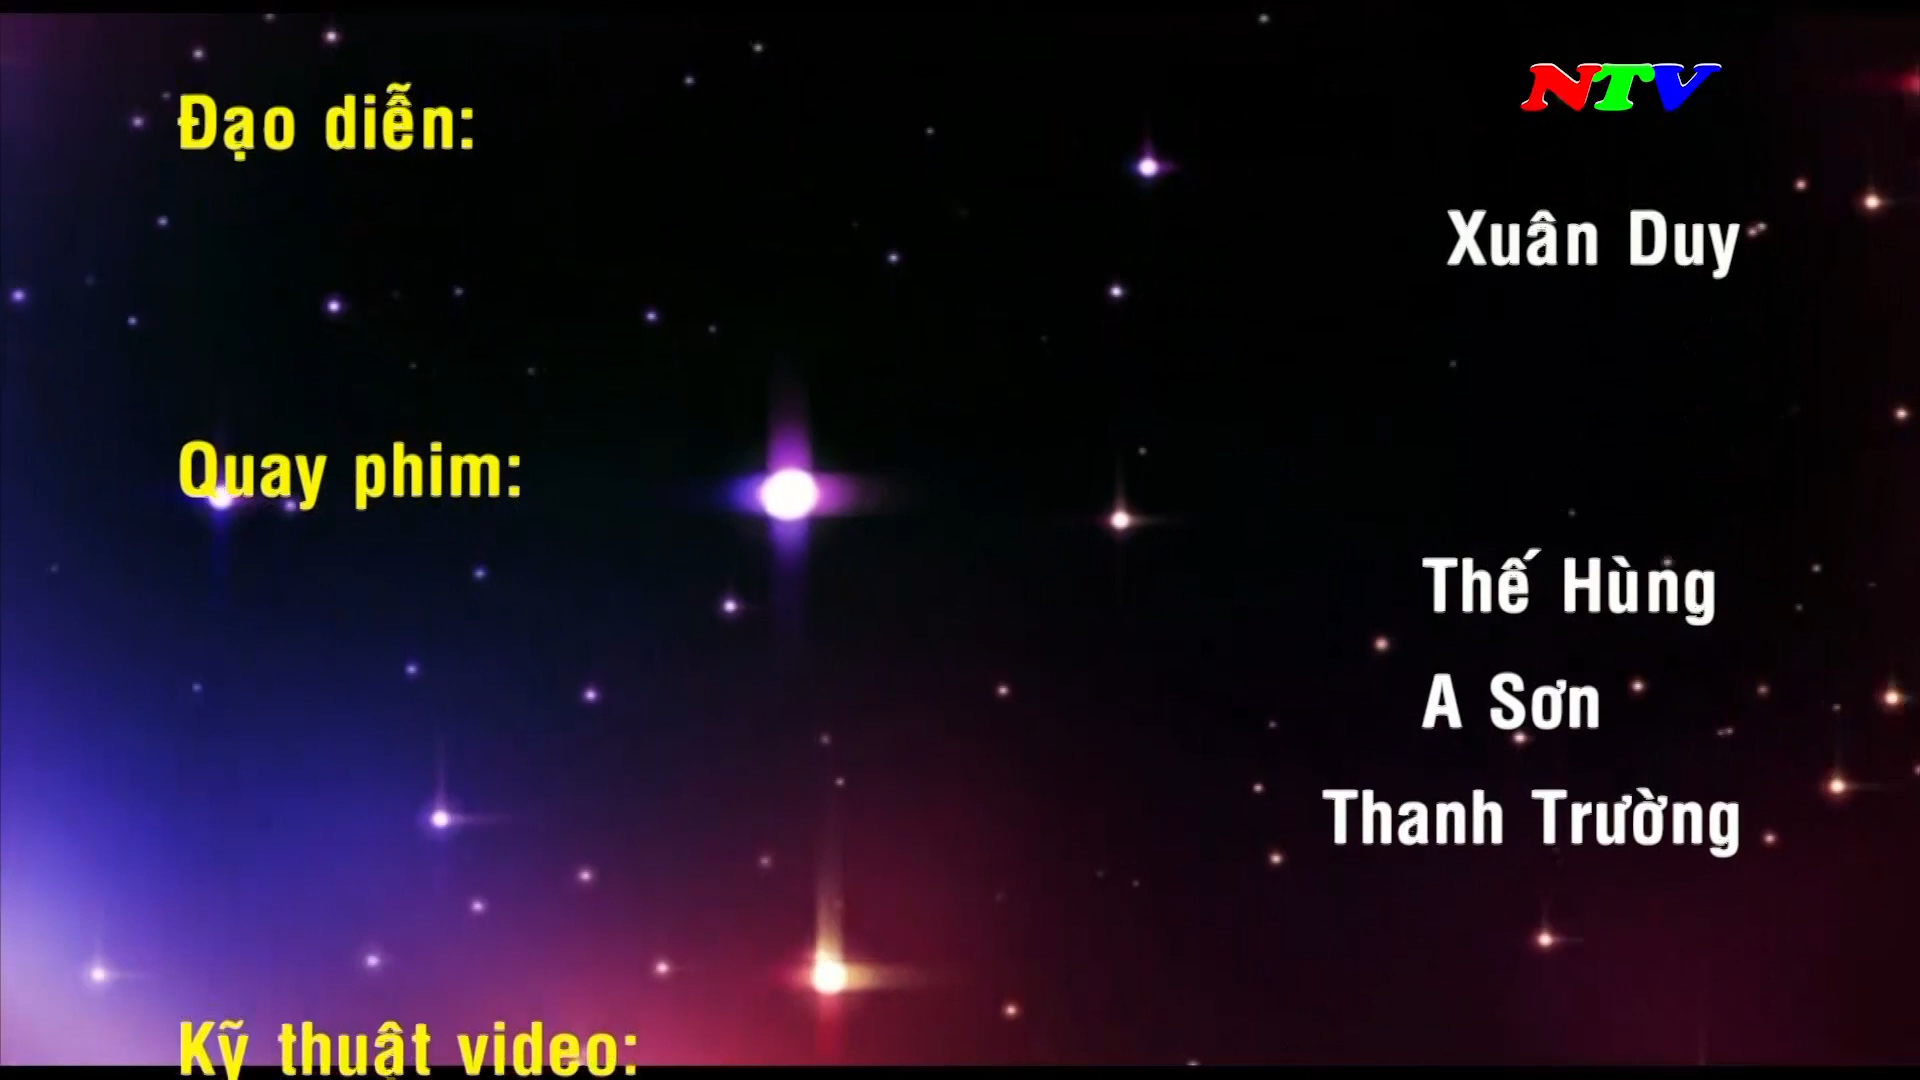 NTV
Đạo diễn:
Xuân Duy
Quay phim:
Thế Hùng
A Sơn
Thanh Trường
Kỹ thuật video: